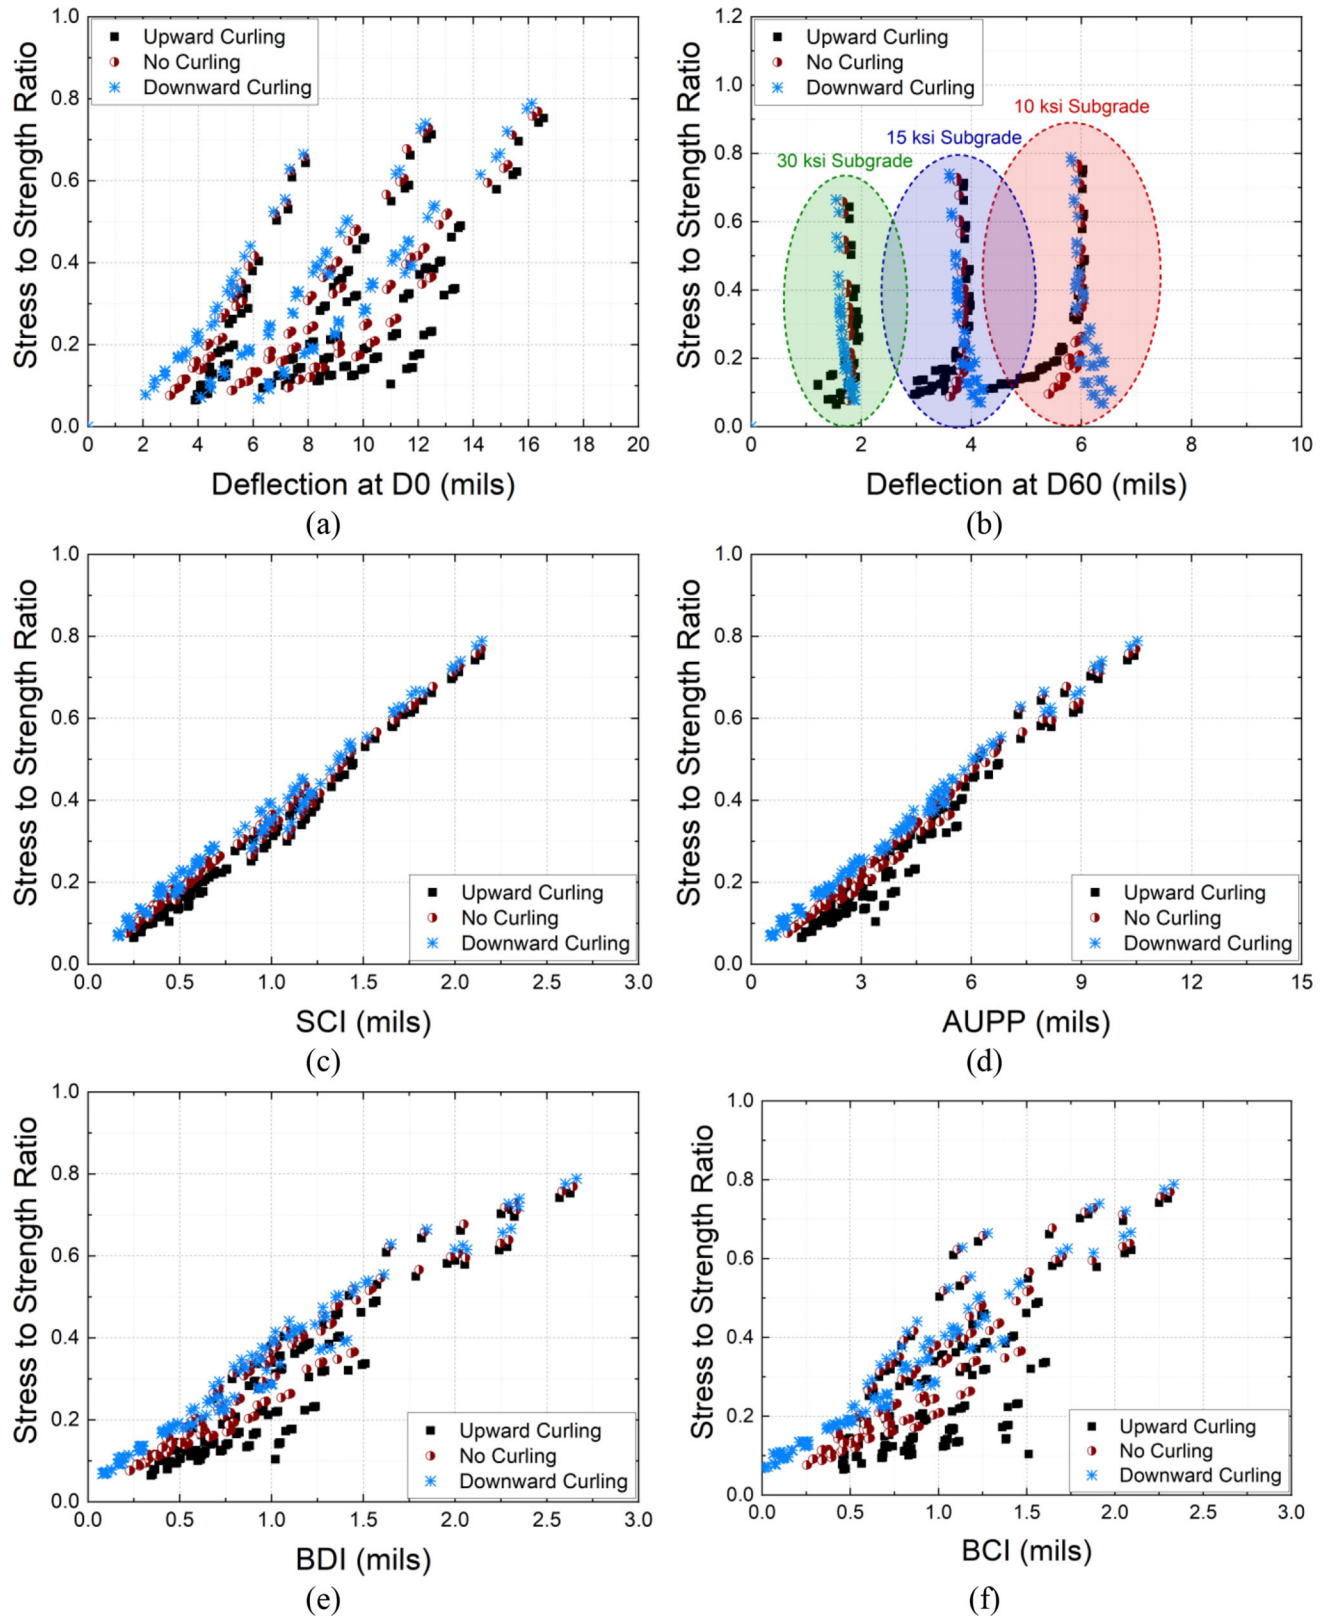 Stress to Strength Ratio
1.0
0.8
0.6
0.4
0.2
0.0
Upward Curling
No Curling
Downward Curling
0 2 4 6 8 10 12 14 16 18 20
Deflection at D0 (mils)
(a)
Stress to Strength Ratio
1.2
1.0
0.8
0.6
0.4
0.2
0.0
Upward Curling
No Curling
Downward Curling
10 ksi Subgrade
15 ksi Subgrade
30 ksi Subgrade
0 2 4 6 8 10
Deflection at D60 (mils)
(b)
Stress to Strength Ratio
1.0
0.8
0.6
0.4
0.2
0.0
Upward Curling
No Curling
Downward Curling
0.0 0.5 1.0 1.5 2.0 2.5 3.0
SCI (mils)
(c)
Stress to Strength Ratio
1.0
0.8
0.6
0.4
0.2
0.0
Upward Curling
No Curling
Downward Curling
0 3 6 9 12 15
AUPP (mils)
(d)
Stress to Strength Ratio
1.0
0.8
0.6
0.4
0.2
0.0
Upward Curling
No Curling
Downward Curling
0.0 0.5 1.0 1.5 2.0 2.5 3.0
BDI (mils)
(e)
Stress to Strength Ratio
1.0
0.8
0.6
0.4
0.2
0.0
Upward Curling
No Curling
Downward Curling
0.0 0.5 1.0 1.5 2.0 2.5 3.0
BCI (mils)
(f)